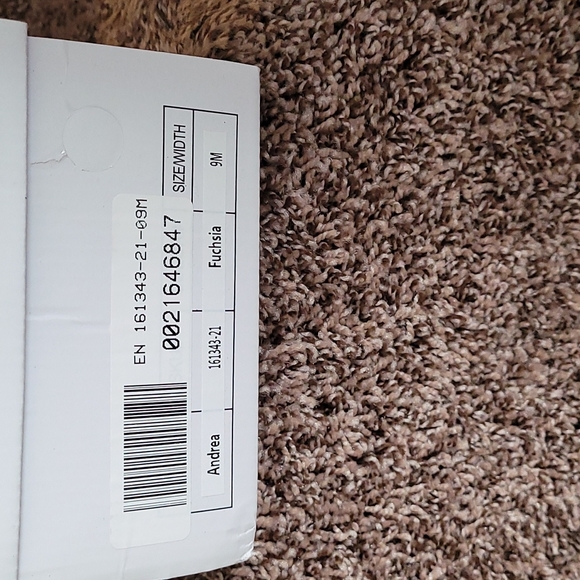 EN 161343-21-09M
0021646847
SIZE/WIDTH
Andrea 161343-21 Fuchsia 9M